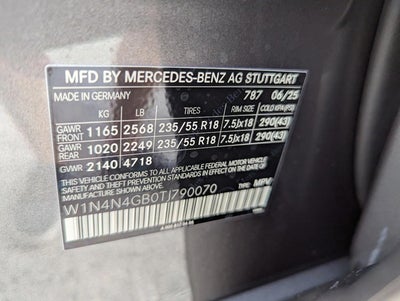 MFD BY MERCEDES-BENZ AG STUTTGART
MADE IN GERMANY 787 06/25
KG LB TIRES RIM SIZE COLD KPA(PSI)
GAWR FRONT 1165 2568 235/55 R18 7.5Jx18 290(43)
GAWR REAR 1020 2249 235/55 R18 7.5Jx18 290(43)
GVWR 2140 4718
THIS VEHICLE CONFORMS TO ALL APPLICABLE FEDERAL MOTOR VEHICLE
SAFETY STANDARDS IN EFFECT ON THE DATE OF MANUFACTURE SHOWN ABOVE.
W1N4N4GB0TJ790070 TYPE: MPV